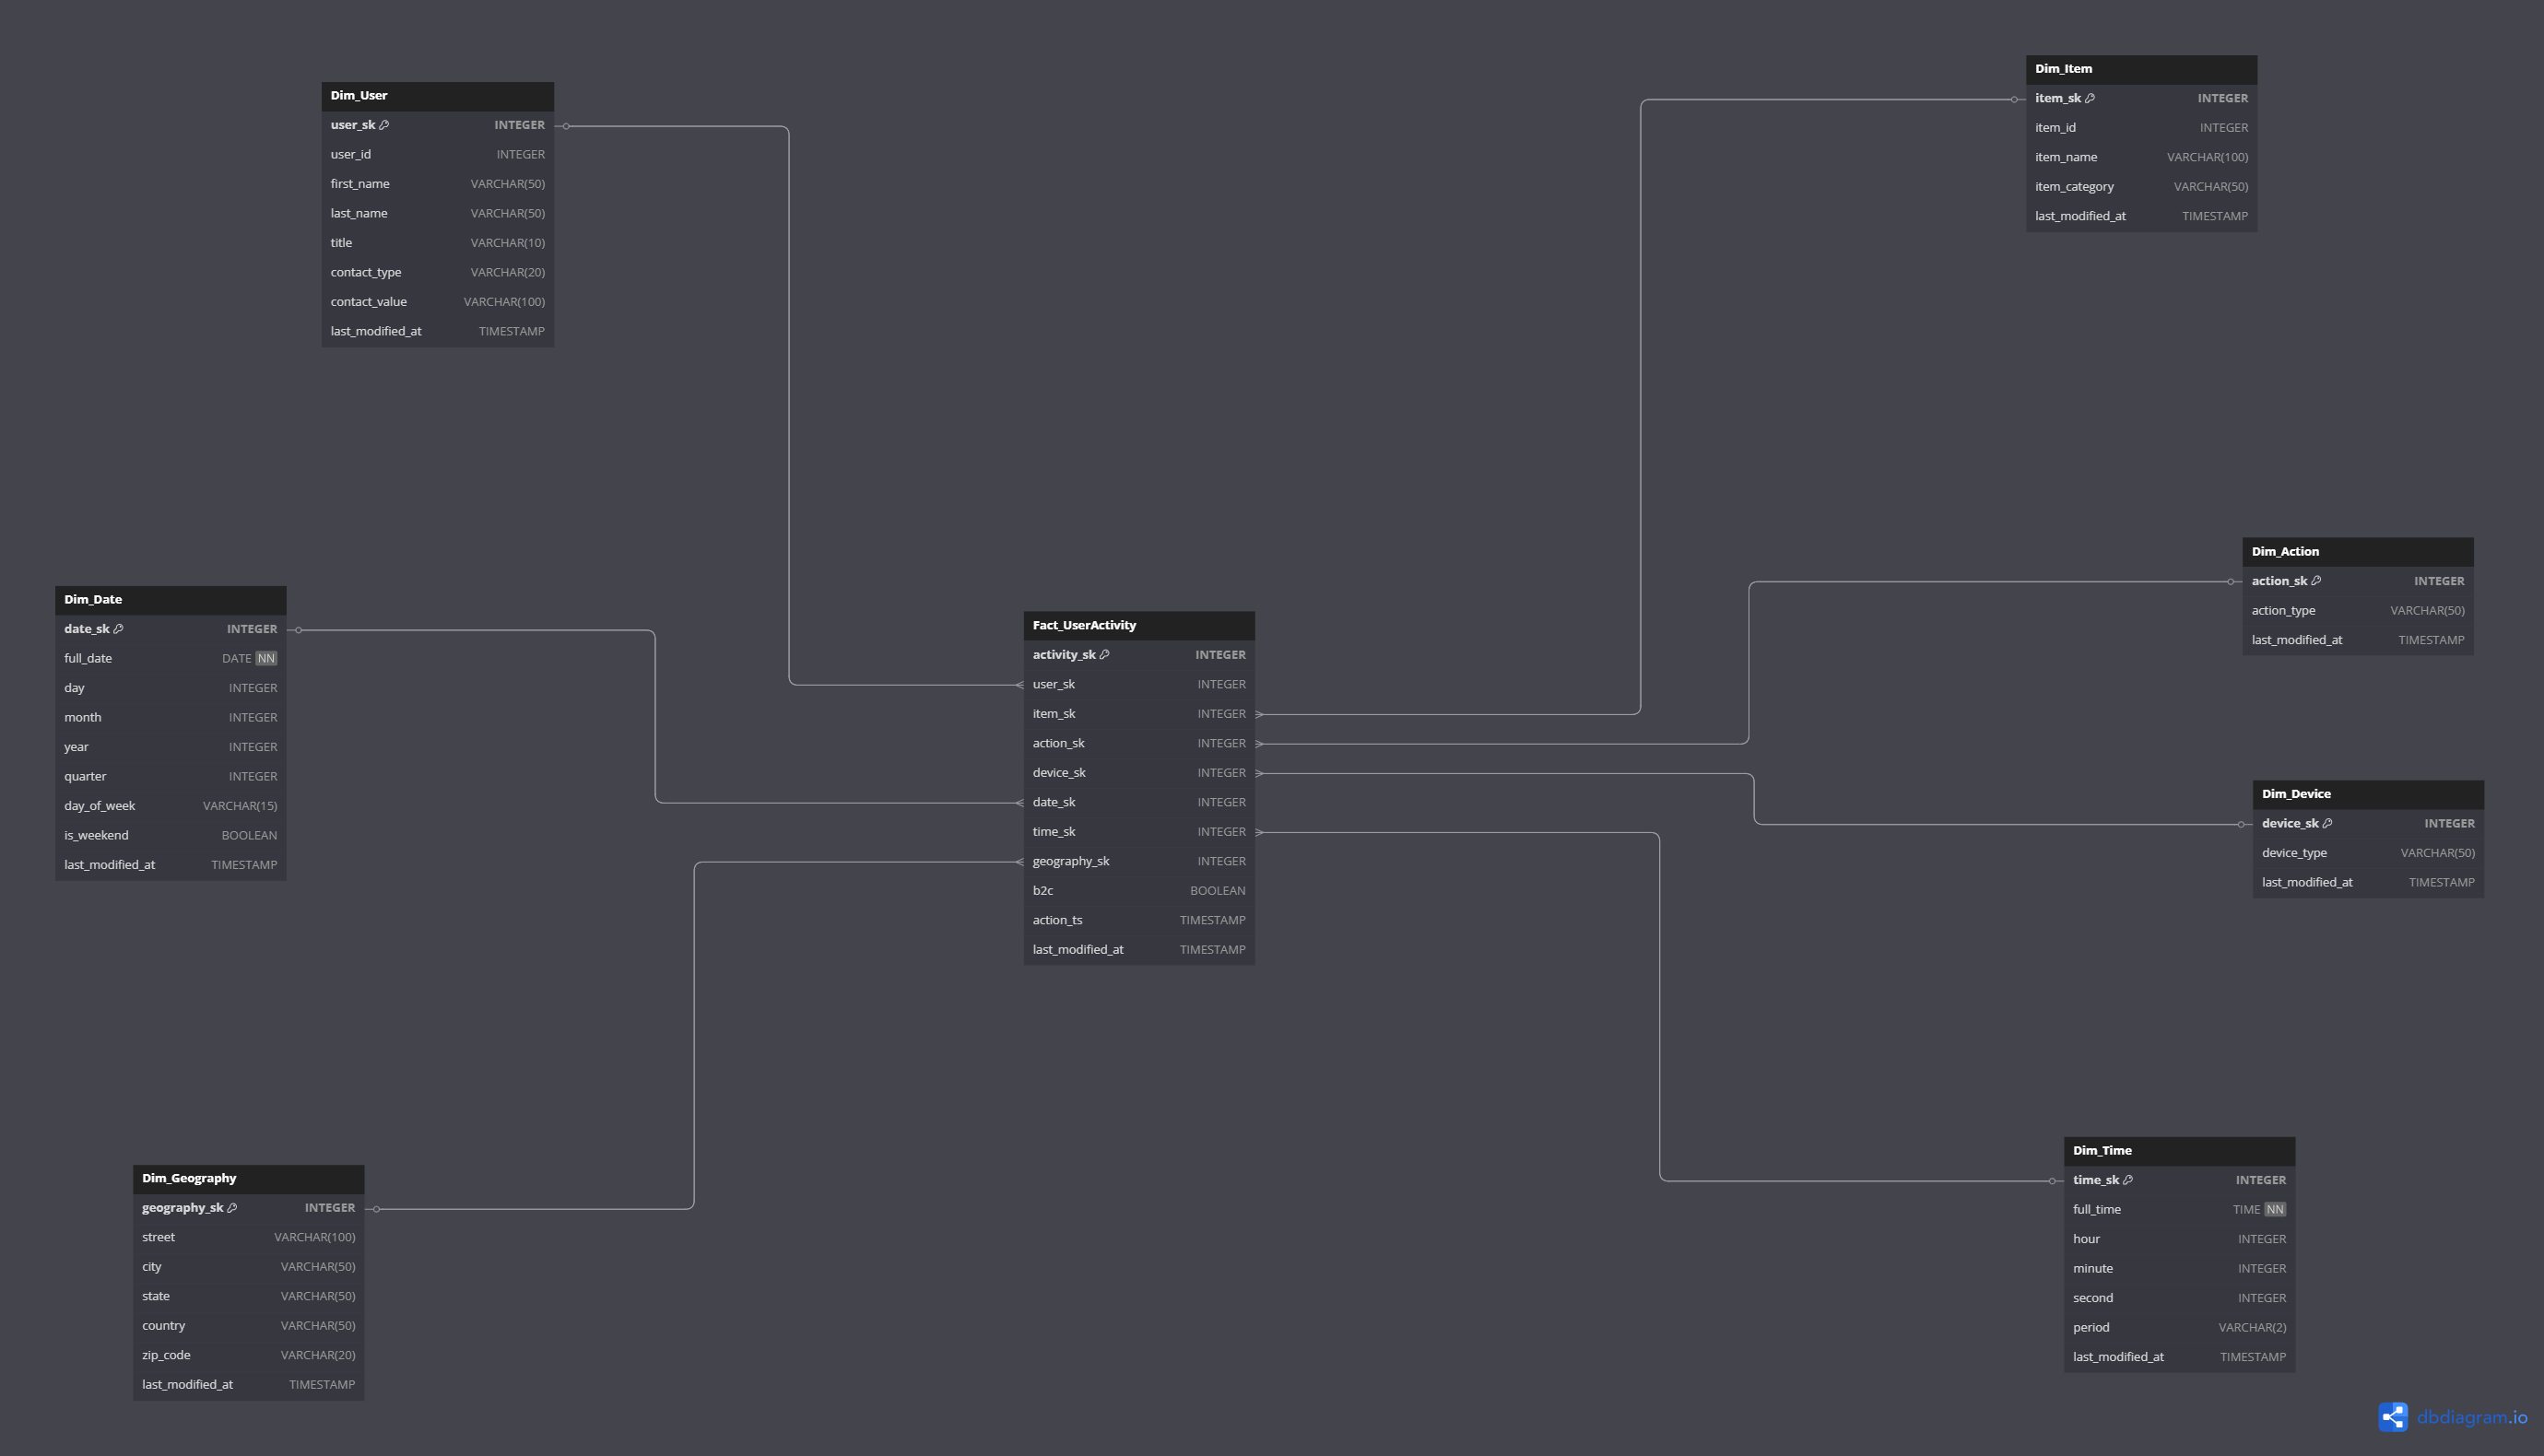 Dim_User
user_sk INTEGER
user_id INTEGER
first_name VARCHAR(50)
last_name VARCHAR(50)
title VARCHAR(10)
contact_type VARCHAR(20)
contact_value VARCHAR(100)
last_modified_at TIMESTAMP
Dim_Item
item_sk INTEGER
item_id INTEGER
item_name VARCHAR(100)
item_category VARCHAR(50)
last_modified_at TIMESTAMP
Dim_Date
date_sk INTEGER
full_date DATE NN
day INTEGER
month INTEGER
year INTEGER
quarter INTEGER
day_of_week VARCHAR(15)
is_weekend BOOLEAN
last_modified_at TIMESTAMP
Fact_UserActivity
activity_sk INTEGER
user_sk INTEGER
item_sk INTEGER
action_sk INTEGER
device_sk INTEGER
date_sk INTEGER
time_sk INTEGER
geography_sk INTEGER
b2c BOOLEAN
action_ts TIMESTAMP
last_modified_at TIMESTAMP
Dim_Action
action_sk INTEGER
action_type VARCHAR(50)
last_modified_at TIMESTAMP
Dim_Device
device_sk INTEGER
device_type VARCHAR(50)
last_modified_at TIMESTAMP
Dim_Geography
geography_sk INTEGER
street VARCHAR(100)
city VARCHAR(50)
state VARCHAR(50)
country VARCHAR(50)
zip_code VARCHAR(20)
last_modified_at TIMESTAMP
Dim_Time
time_sk INTEGER
full_time TIME NN
hour INTEGER
minute INTEGER
second INTEGER
period VARCHAR(2)
last_modified_at TIMESTAMP
dbdiagram.io